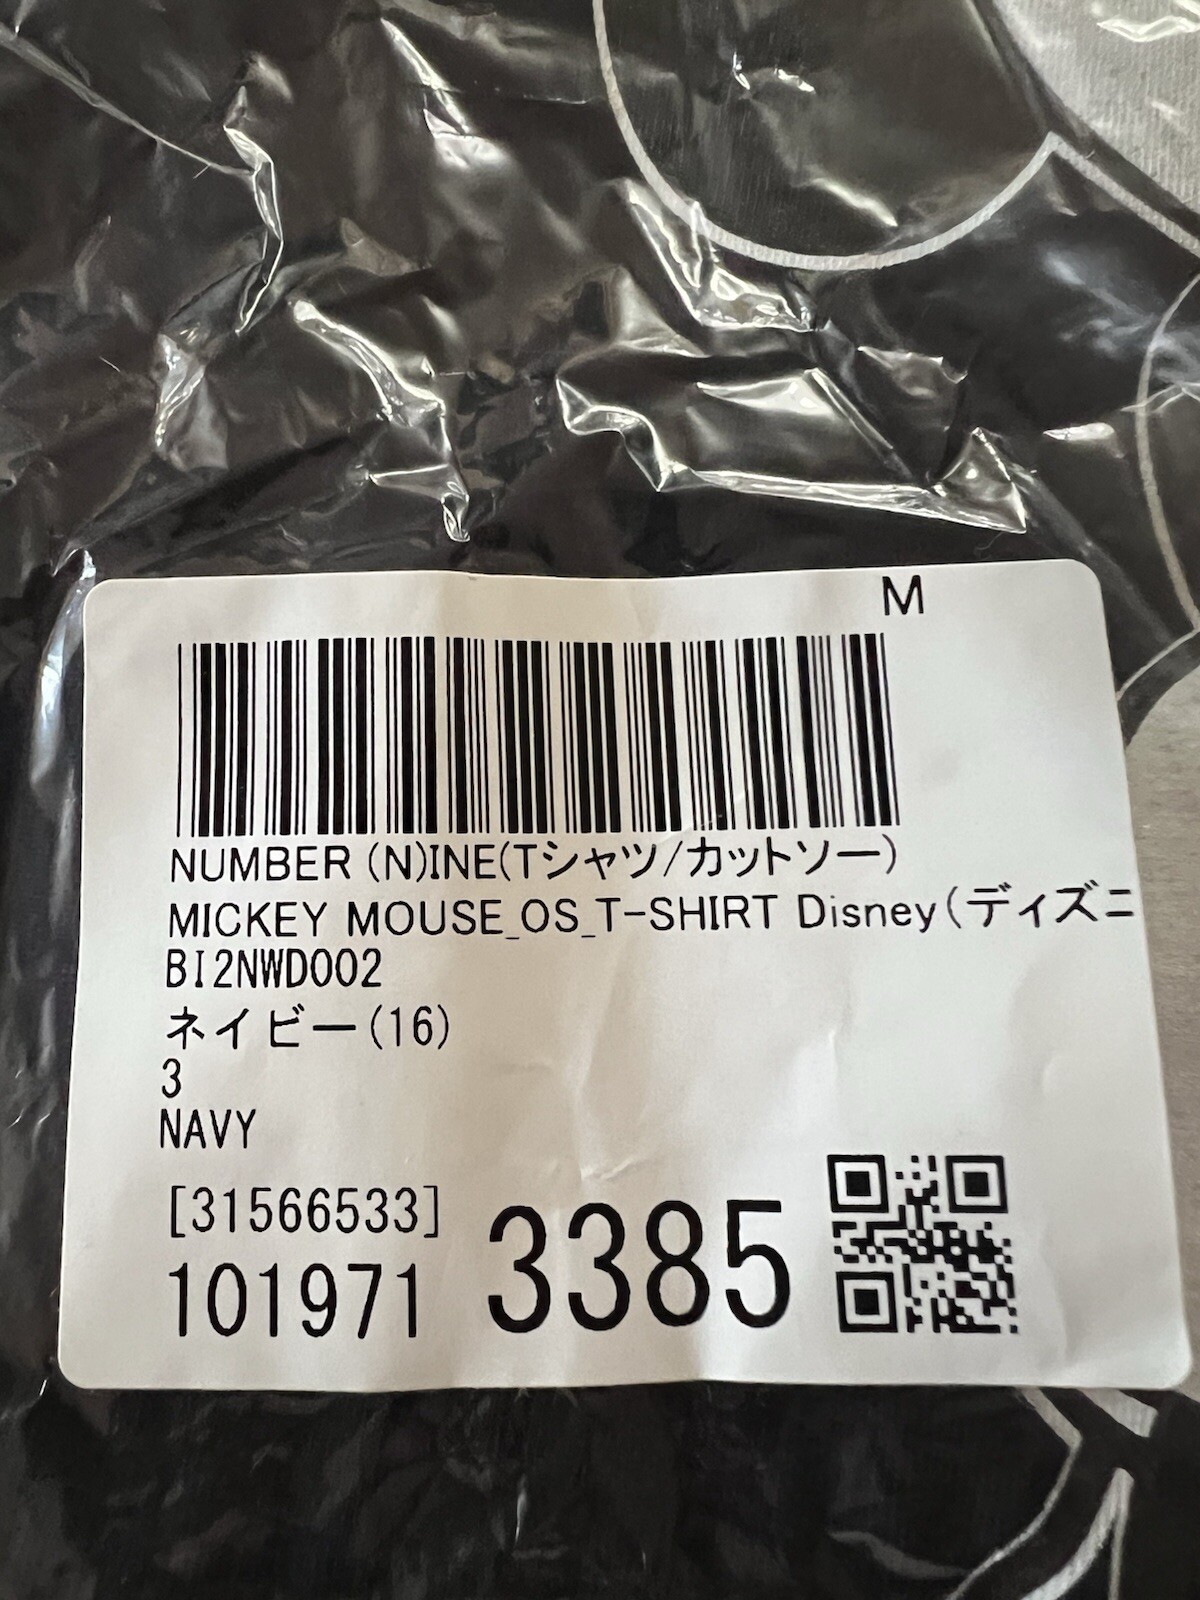 M
NUMBER (N)INE(Tシャツ/カットソー)
MICKEY MOUSE_OS_T-SHIRT Disney(ディズニ
BI2NWD002
ネイビー(16)
3
NAVY
[31566533]
101971 3385